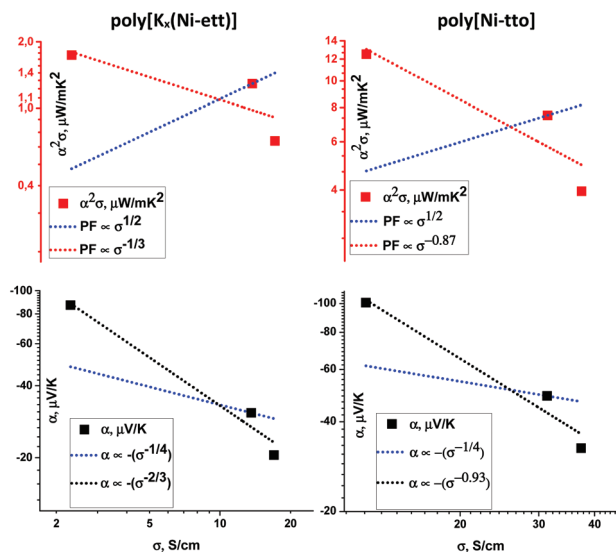 poly[Kₓ(Ni-ett)]
2,0
1,4
1,1
1,0
0,4
α²σ, μW/mK²
α²σ, μW/mK²
PF ∝ σ^1/2
PF ∝ σ^-1/3
poly[Ni-tto]
14
12
10
8
6
4
α²σ, μW/mK²
α²σ, μW/mK²
PF ∝ σ^1/2
PF ∝ σ^−0.87
-100
-80
-60
-40
-20
α, μV/K
α, μV/K
α ∝ -(σ^-1/4)
α ∝ -(σ^-2/3)
2
4
6
8
10
20
σ, S/cm
-100
-80
-60
-40
-20
α, μV/K
α, μV/K
α ∝ −(σ^−1/4)
α ∝ −(σ^−0.93)
20
30
40
σ, S/cm